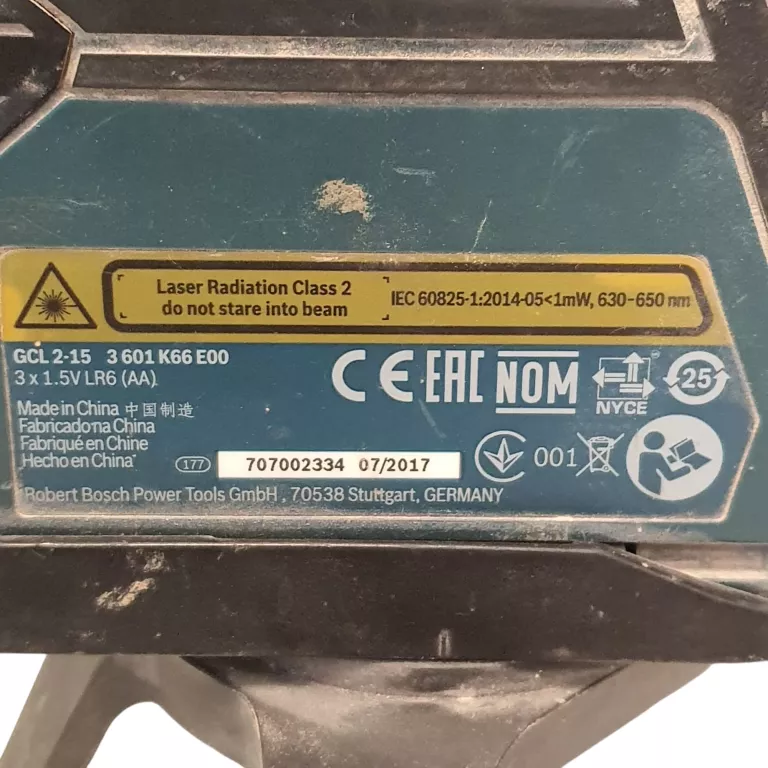 Laser Radiation Class 2
do not stare into beam
IEC 60825-1:2014-05<1mW, 630-650 nm
GCL 2-15 3 601 K66 E00
3 x 1.5V LR6 (AA)
CE EAC NOM
NYCE
25
Made in China 中国制造
Fabricado na China
Fabriqué en Chine
Hecho en China
177 707002334 07/2017
001
Robert Bosch Power Tools GmbH, 70538 Stuttgart, GERMANY